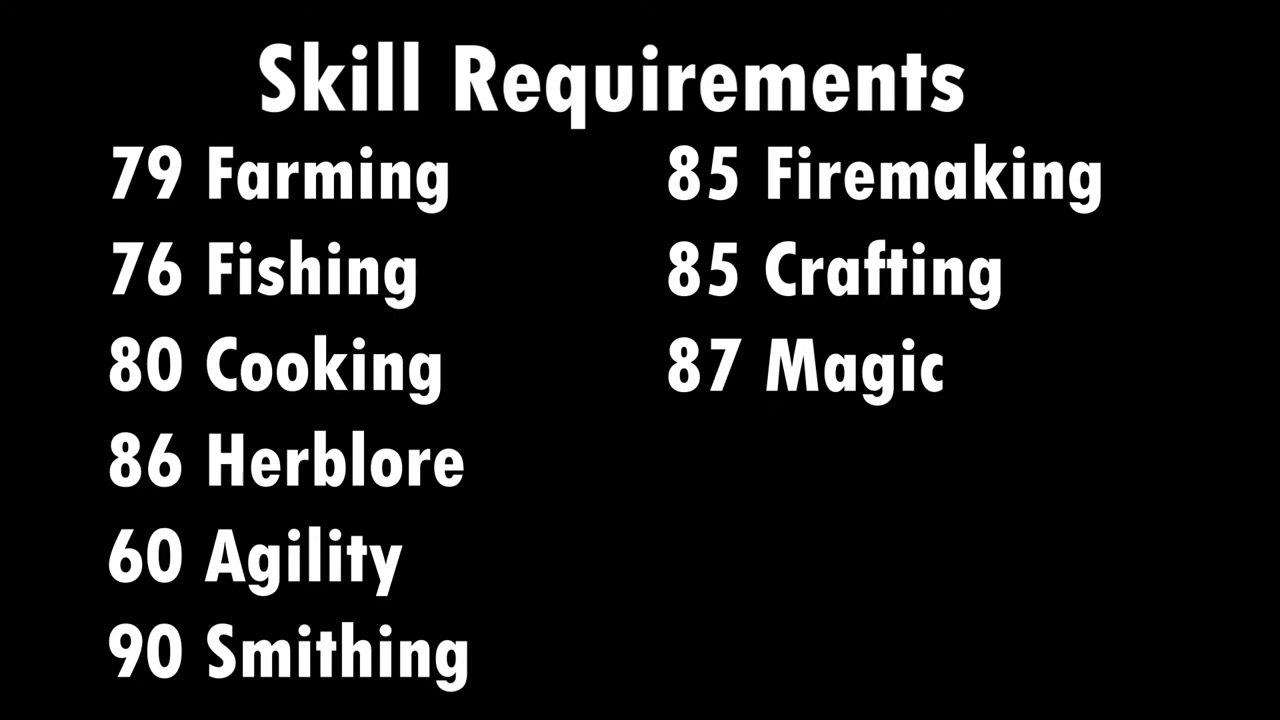 Skill Requirements
79 Farming
76 Fishing
80 Cooking
86 Herblore
60 Agility
90 Smithing
85 Firemaking
85 Crafting
87 Magic